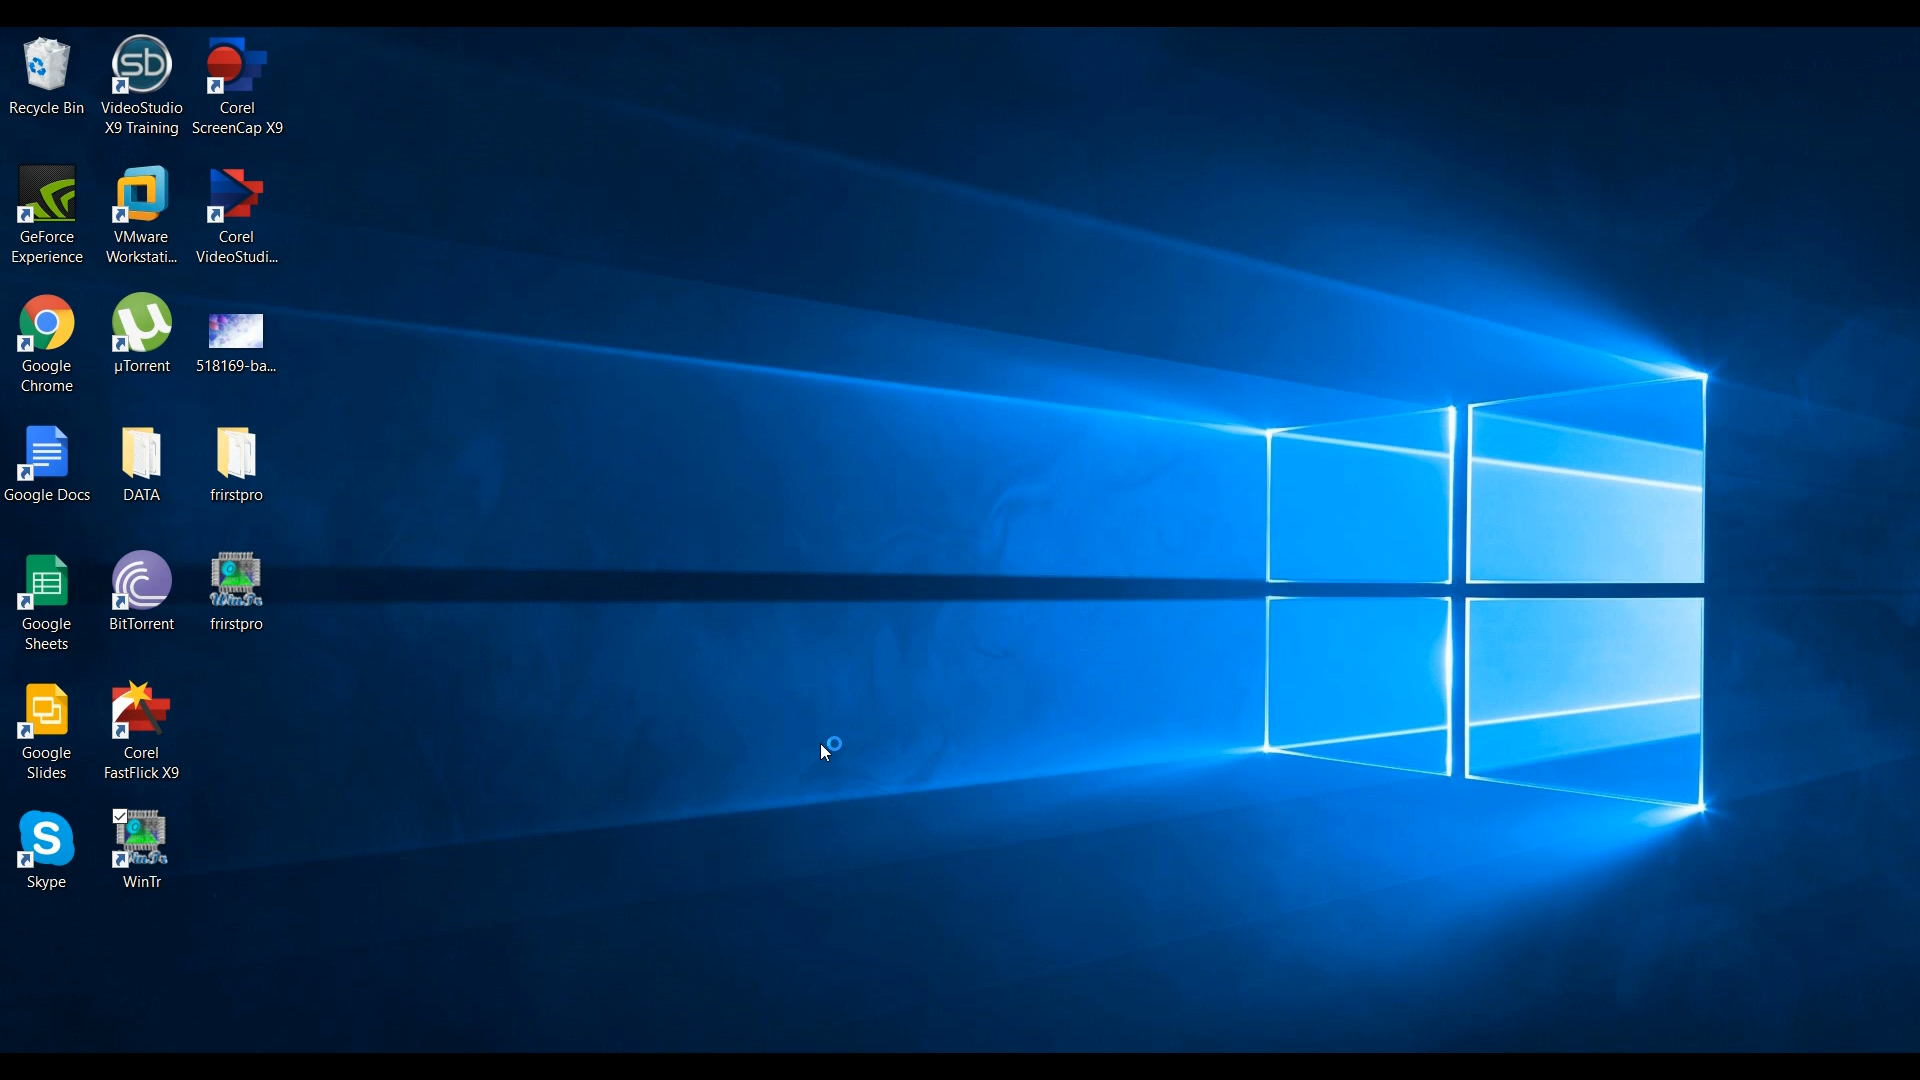 Recycle Bin
VideoStudio
X9 Training
Corel
ScreenCap X9
GeForce
Experience
VMware
Workstati...
Corel
VideoStudi...
Google
Chrome
µTorrent
518169-ba...
Google Docs
DATA
frirstpro
Google
Sheets
BitTorrent
frirstpro
Google
Slides
Corel
FastFlick X9
Skype
WinTr